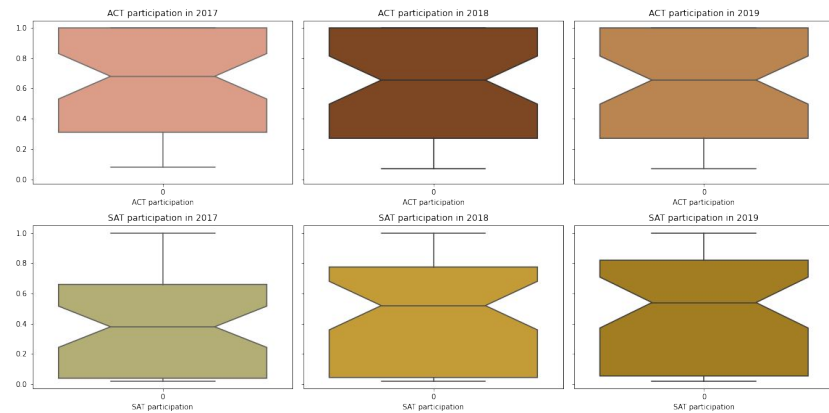 ACT participation in 2017
ACT participation in 2018
ACT participation in 2019
1.0
0.8
0.6
0.4
0.2
0.0
0
0
0
ACT participation
ACT participation
ACT participation
SAT participation in 2017
SAT participation in 2018
SAT participation in 2019
1.0
0.8
0.6
0.4
0.2
0.0
0
0
0
SAT participation
SAT participation
SAT participation